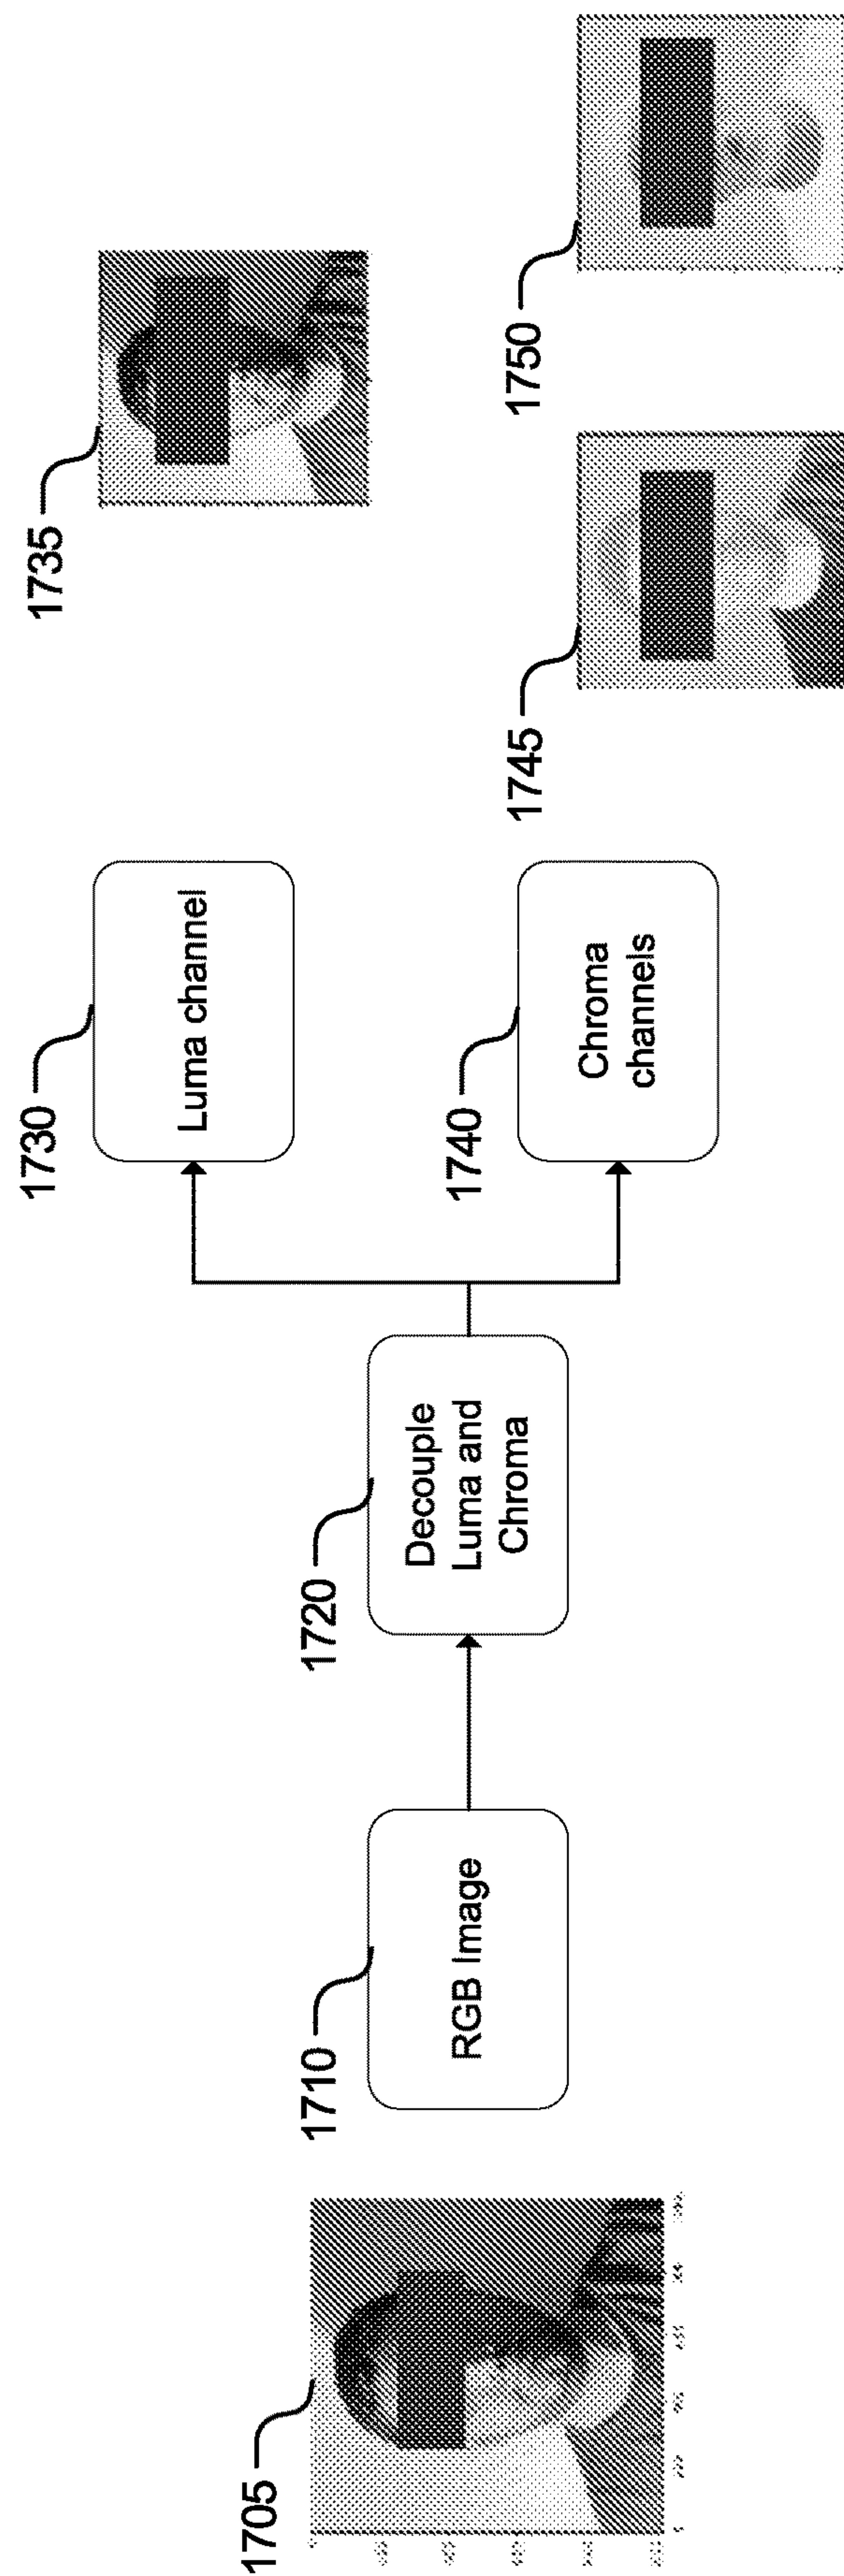 1705
1710
RGB Image
1720
Decouple
Luma and
Chroma
1730
Luma channel
1740
Chroma
channels
1735
1745
1750